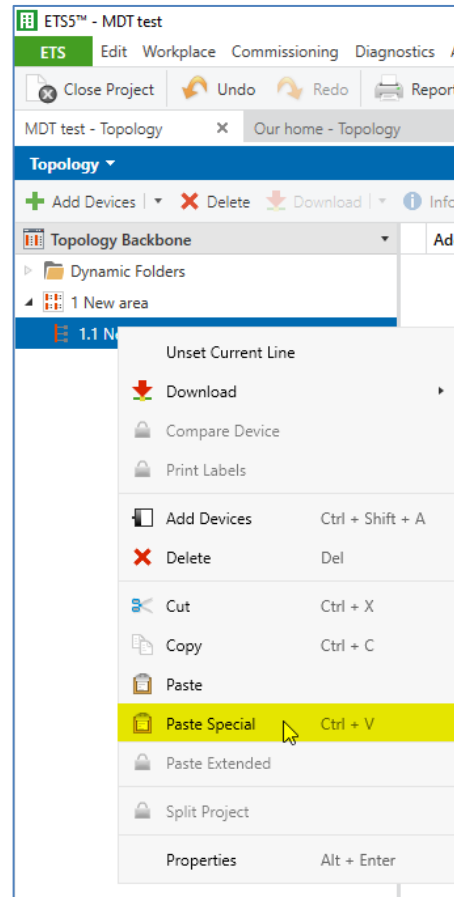 ETS5™ - MDT test
ETS Edit Workplace Commissioning Diagnostics
Close Project Undo Redo Report
MDT test - Topology × Our home - Topology
Topology
Add Devices Delete Download Info
Topology Backbone Ad
Dynamic Folders
1 New area
1.1 Ne
Unset Current Line
Download
Compare Device
Print Labels
Add Devices Ctrl + Shift + A
Delete Del
Cut Ctrl + X
Copy Ctrl + C
Paste
Paste Special Ctrl + V
Paste Extended
Split Project
Properties Alt + Enter